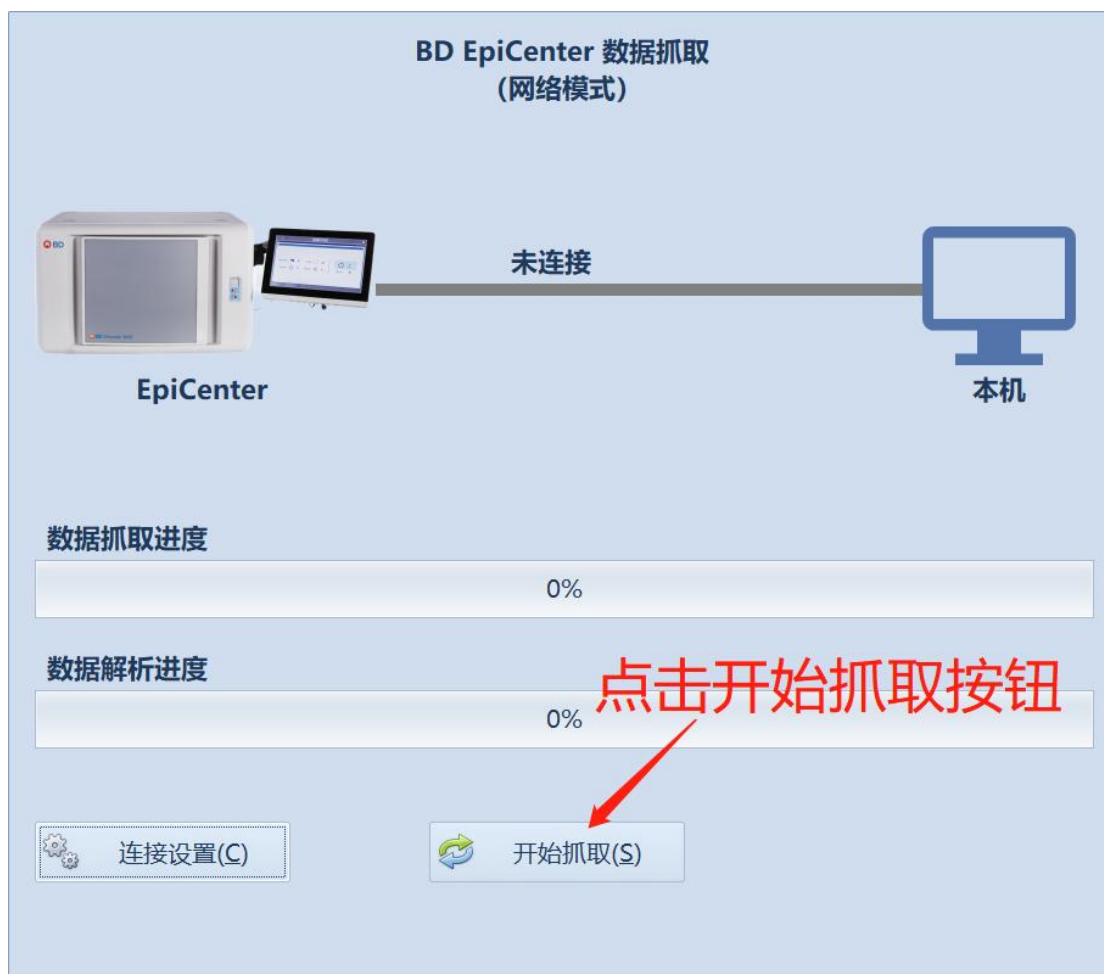 BD EpiCenter 数据抓取
(网络模式)
BD
未连接
EpiCenter
本机
数据抓取进度
0%
数据解析进度
点击开始抓取按钮
0%
连接设置(C)
开始抓取(S)